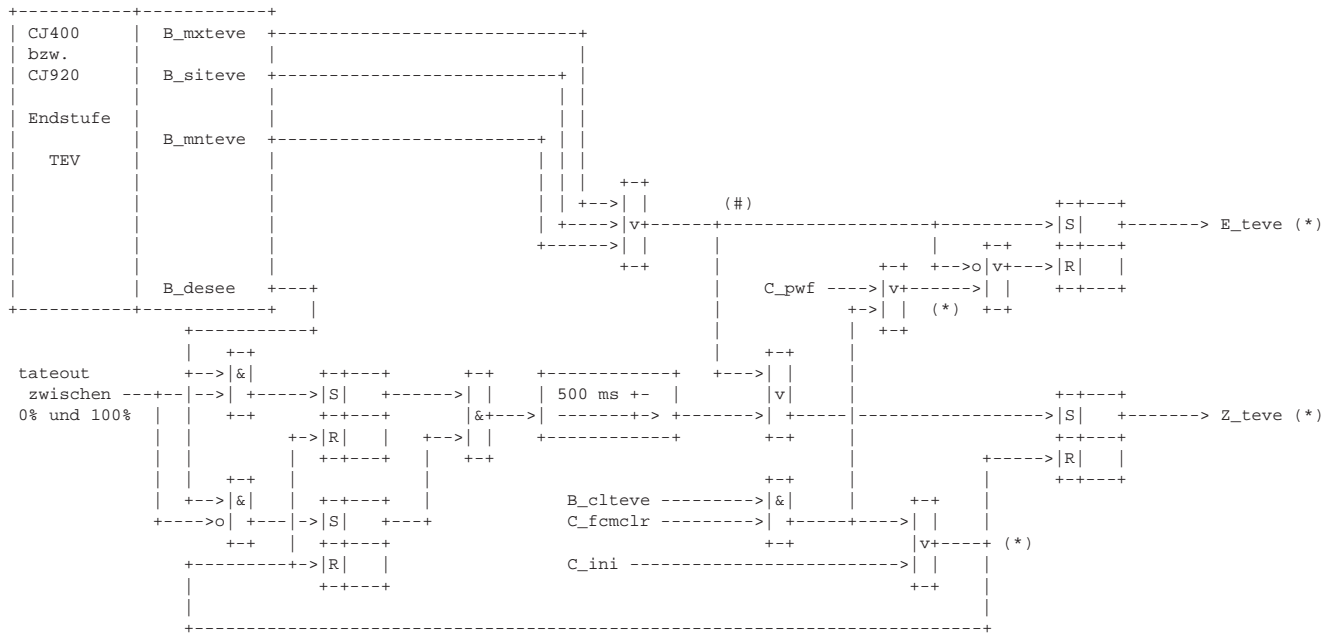 CJ400 B_mxteve
bzw.
CJ920 B_siteve
Endstufe
B_mnteve
TEV
(#)
v S E_teve (*)
v R
B_desee C_pwf v (*)
&
tateout
zwischen S 500 ms v
0% und 100% & S Z_teve (*)
R
R
& B_clteve &
o S C_fcmclr
v (*)
R C_ini